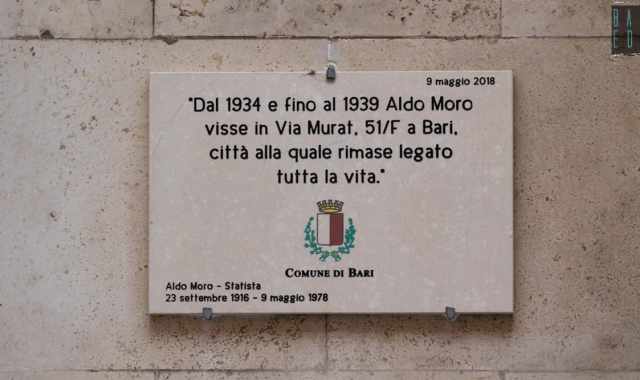 9 maggio 2018
"Dal 1934 e fino al 1939 Aldo Moro
visse in Via Murat, 51/F a Bari,
città alla quale rimase legato
tutta la vita."
COMUNE DI BARI
Aldo Moro - Statista
23 settembre 1916 - 9 maggio 1978